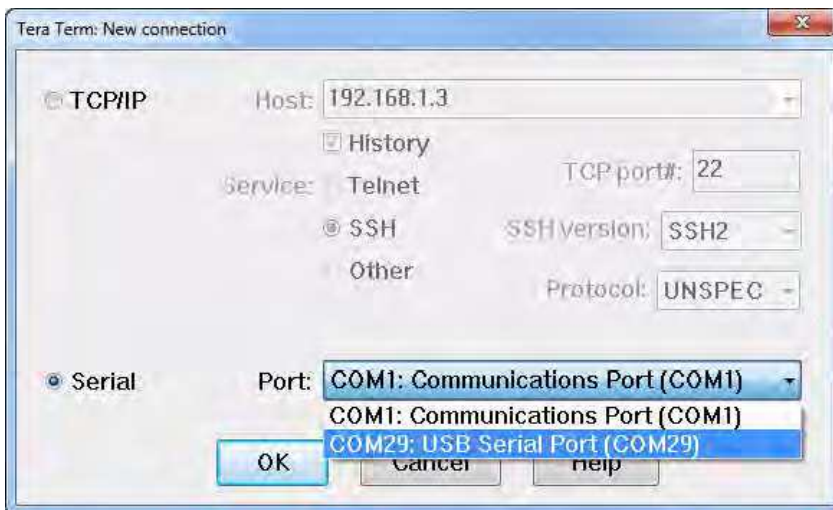 Tera Term: New connection
TCP/IP Host: 192.168.1.3
History
Service: Telnet TCP port#: 22
SSH SSH version: SSH2
Other Protocol: UNSPEC
Serial Port: COM1: Communications Port (COM1)
COM1: Communications Port (COM1)
COM29: USB Serial Port (COM29)
OK Cancel Help